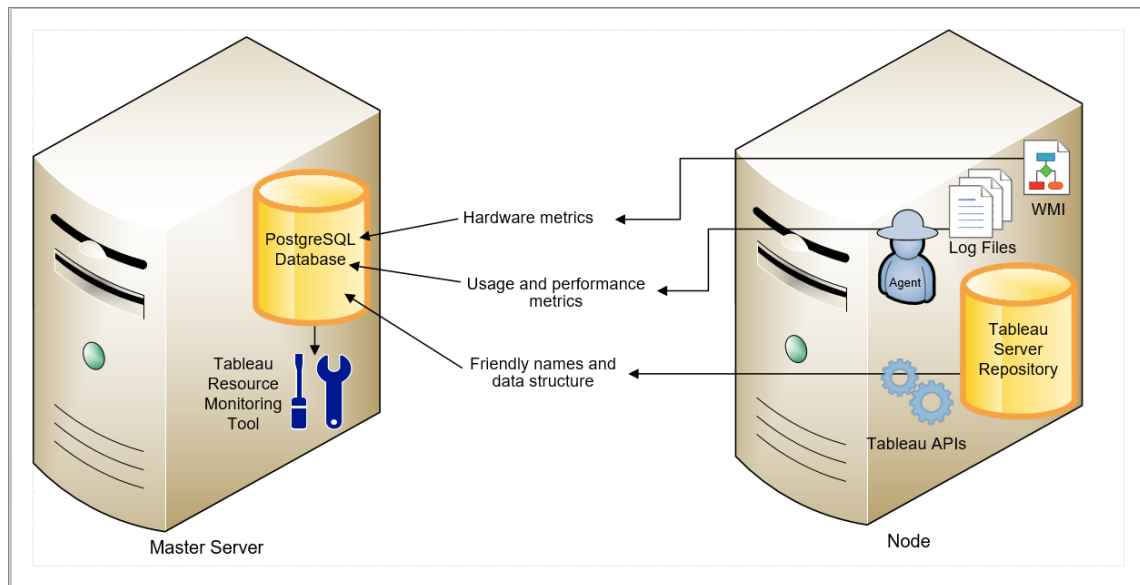 PostgreSQL
Database
Tableau
Resource
Monitoring
Tool
Master Server
Hardware metrics
Usage and performance
metrics
Friendly names and
data structure
WMI
Log Files
Agent
Tableau
Server
Repository
Tableau APIs
Node